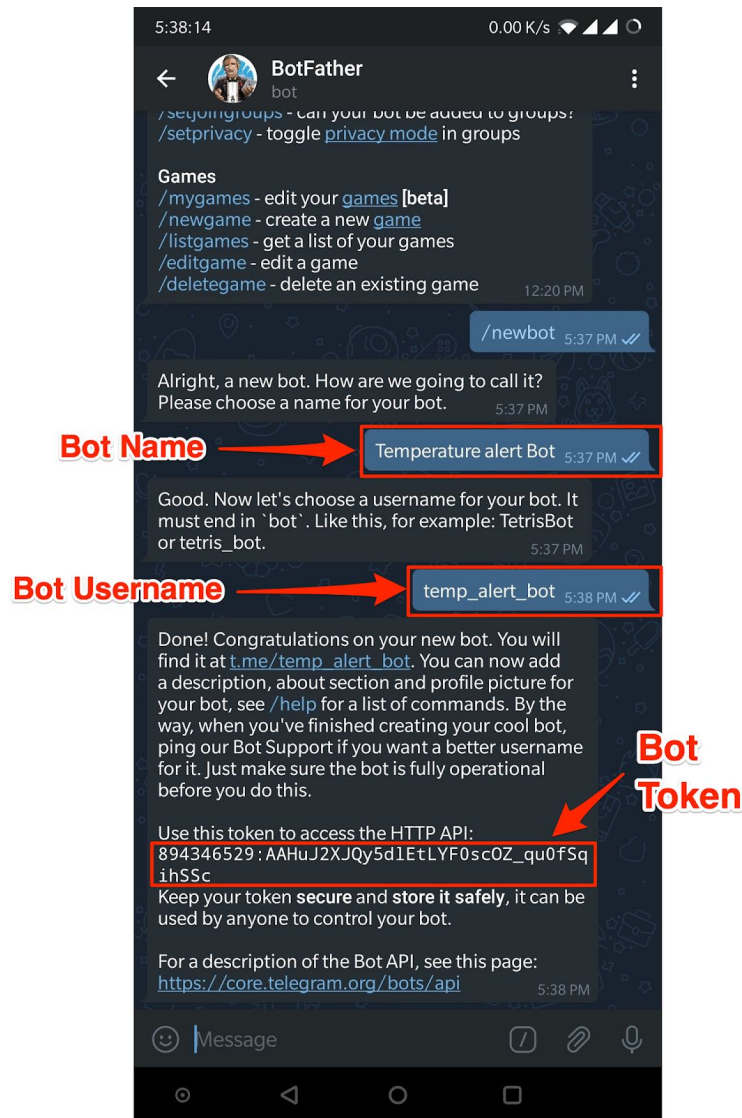 5:38:14
0.00 K/s
BotFather
bot
/setjoingroups - can your bot be added to groups?
/setprivacy - toggle privacy mode in groups
Games
/mygames - edit your games [beta]
/newgame - create a new game
/listgames - get a list of your games
/editgame - edit a game
/deletegame - delete an existing game
12:20 PM
/newbot 5:37 PM
Alright, a new bot. How are we going to call it?
Please choose a name for your bot.
5:37 PM
Bot Name
Temperature alert Bot 5:37 PM
Good. Now let's choose a username for your bot. It
must end in `bot`. Like this, for example: TetrisBot
or tetris_bot.
5:37 PM
Bot Username
temp_alert_bot 5:38 PM
Done! Congratulations on your new bot. You will
find it at t.me/temp_alert_bot. You can now add
a description, about section and profile picture for
your bot, see /help for a list of commands. By the
way, when you've finished creating your cool bot,
ping our Bot Support if you want a better username
for it. Just make sure the bot is fully operational
before you do this.
Bot
Token
Use this token to access the HTTP API:
894346529:AAHuJ2XJQy5dlEtLYF0scOZ_qu0fSq
ihSSc
Keep your token secure and store it safely, it can be
used by anyone to control your bot.
For a description of the Bot API, see this page:
https://core.telegram.org/bots/api
5:38 PM
Message